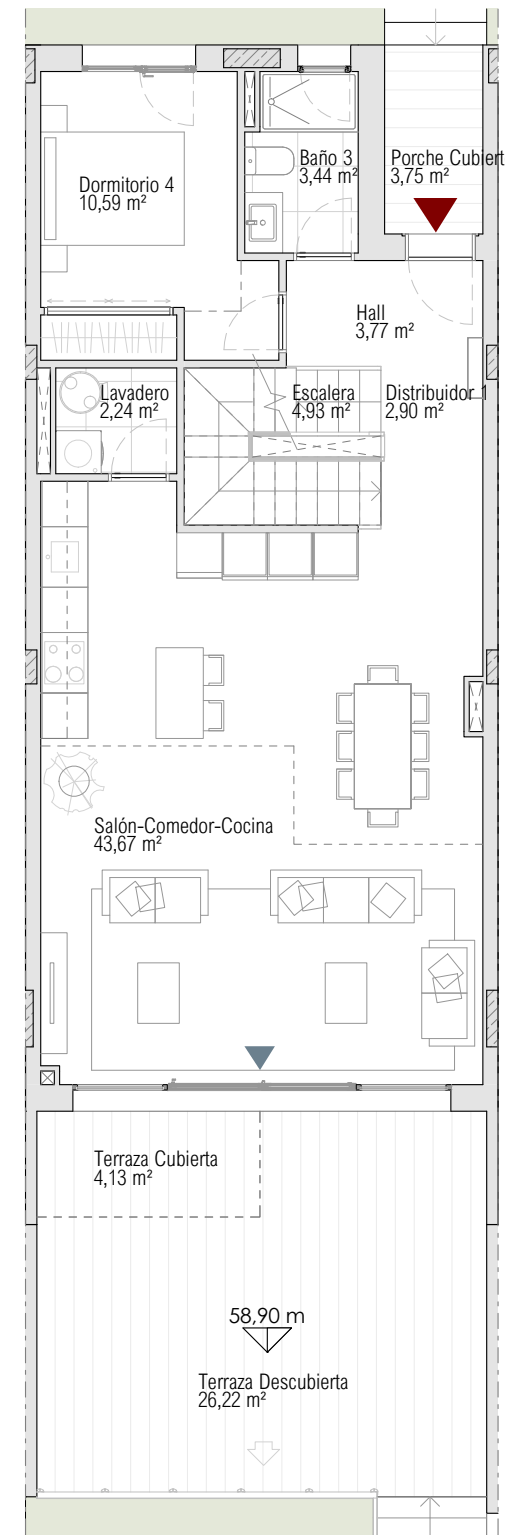 Dormitorio 4
10,59 m²
Baño 3
3,44 m²
Porche Cubiert
3,75 m²
Hall
3,77 m²
Lavadero
2,24 m²
Escalera
4,93 m²
Distribuidor 1
2,90 m²
Salón-Comedor-Cocina
43,67 m²
Terraza Cubierta
4,13 m²
58,90 m
Terraza Descubierta
26,22 m²